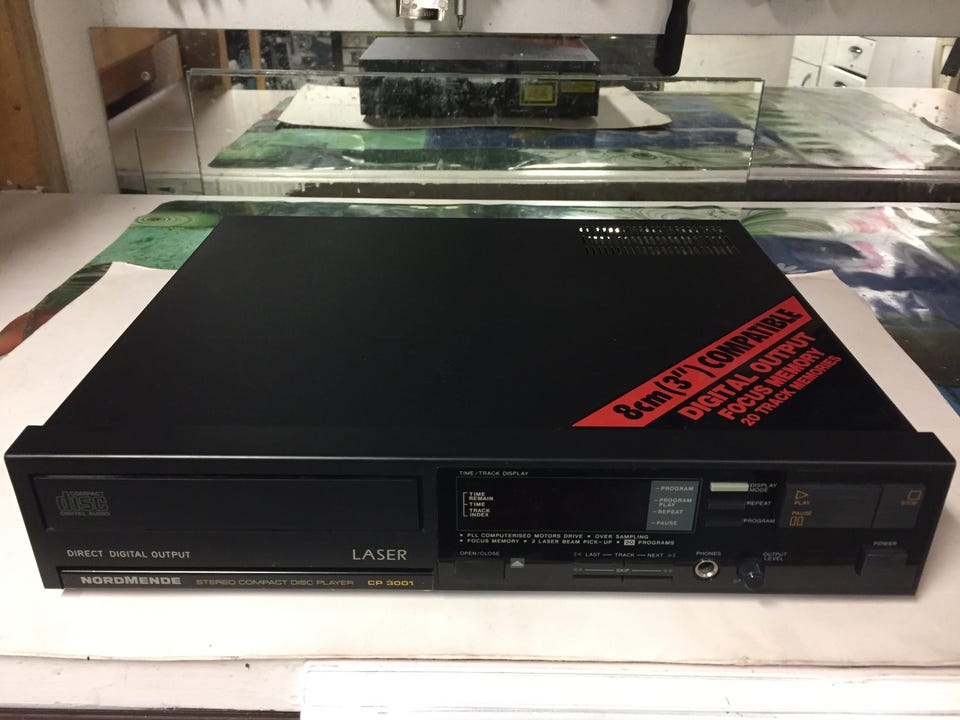 8cm(3") COMPATIBLE
DIGITAL OUTPUT
FOCUS MEMORY
20 TRACK MEMORIES
COMPACT
disc
DIGITAL AUDIO
DIRECT DIGITAL OUTPUT
LASER
NORDMENDE STEREO COMPACT DISC PLAYER CP 3001
TIME/TRACK DISPLAY
TIME
REMAIN
TIME
TRACK
INDEX
PROGRAM
PROGRAM
PLAY
REPEAT
PAUSE
• PLL COMPUTERISED MOTORS DRIVE • OVER SAMPLING
• FOCUS MEMORY • 3 LASER BEAM PICK-UP • 20 PROGRAMS
OPEN/CLOSE
LAST — TRACK — NEXT
SKIP
DISPLAY
MODE
REPEAT
PROGRAM
PLAY
PAUSE
STOP
PHONES
OUTPUT
LEVEL
POWER